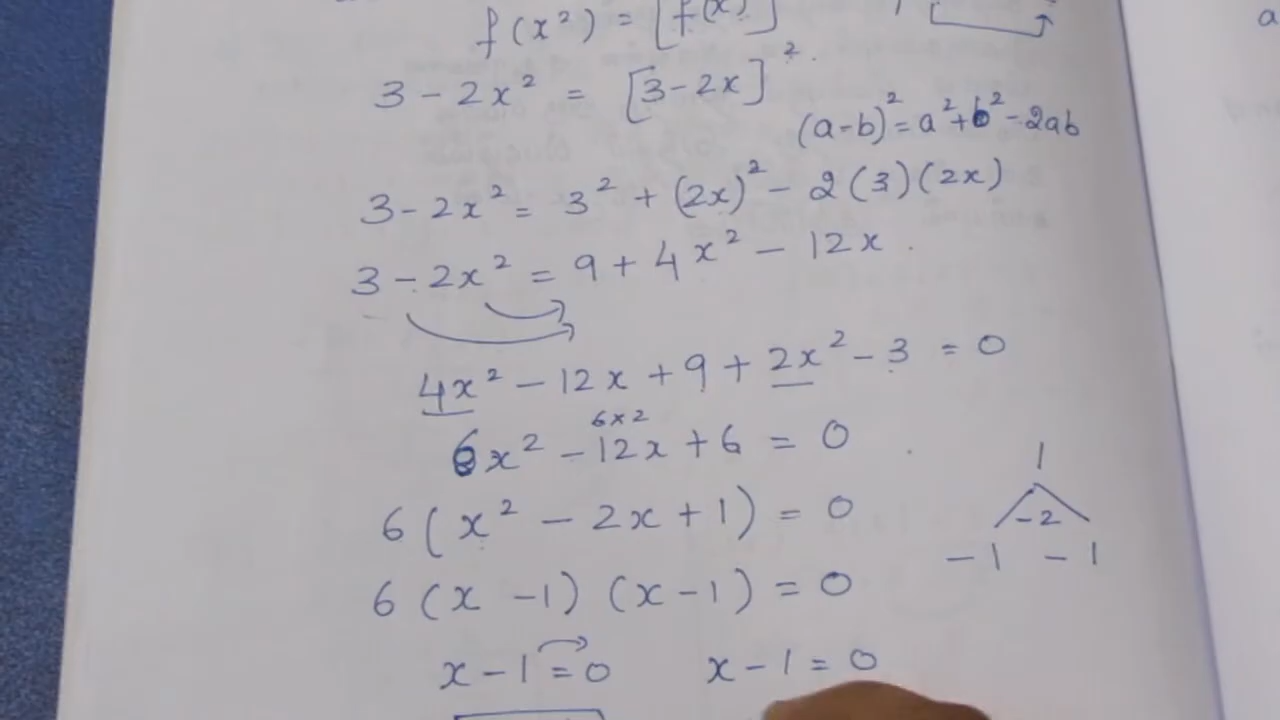 f(x²) = [f(x)]
3 - 2x² = [3-2x]².
(a-b)² = a²+b²-2ab
3-2x² = 3² + (2x)² - 2(3)(2x)
3-2x² = 9 + 4x² - 12x.
4x² - 12x + 9 + 2x² - 3 = 0
6x2
6x² - 12x + 6 = 0
1
6(x² - 2x + 1) = 0
-2
-1 -1
6(x -1)(x-1) = 0
x-1 = 0 x-1 = 0
a